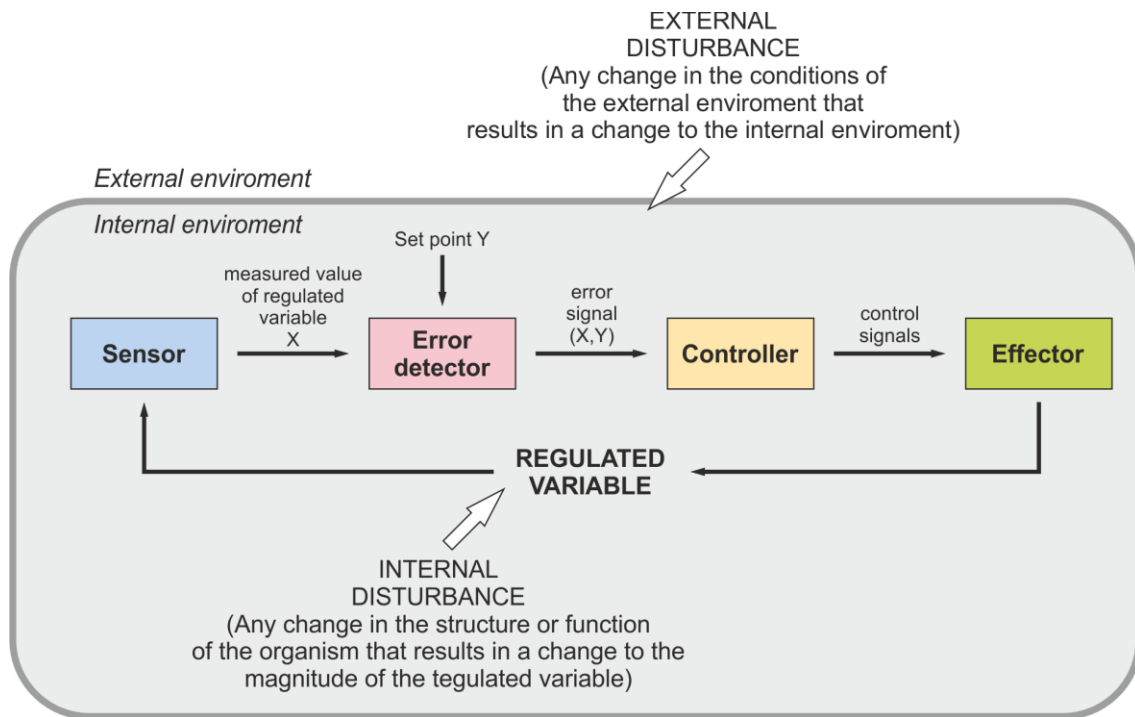 EXTERNAL
DISTURBANCE
(Any change in the conditions of
the external enviroment that
results in a change to the internal enviroment)
External enviroment
Internal enviroment
Set point Y
measured value
of regulated
variable
X
error
signal
(X,Y)
control
signals
Sensor
Error
detector
Controller
Effector
REGULATED
VARIABLE
INTERNAL
DISTURBANCE
(Any change in the structure or function
of the organism that results in a change to the
magnitude of the tegulated variable)